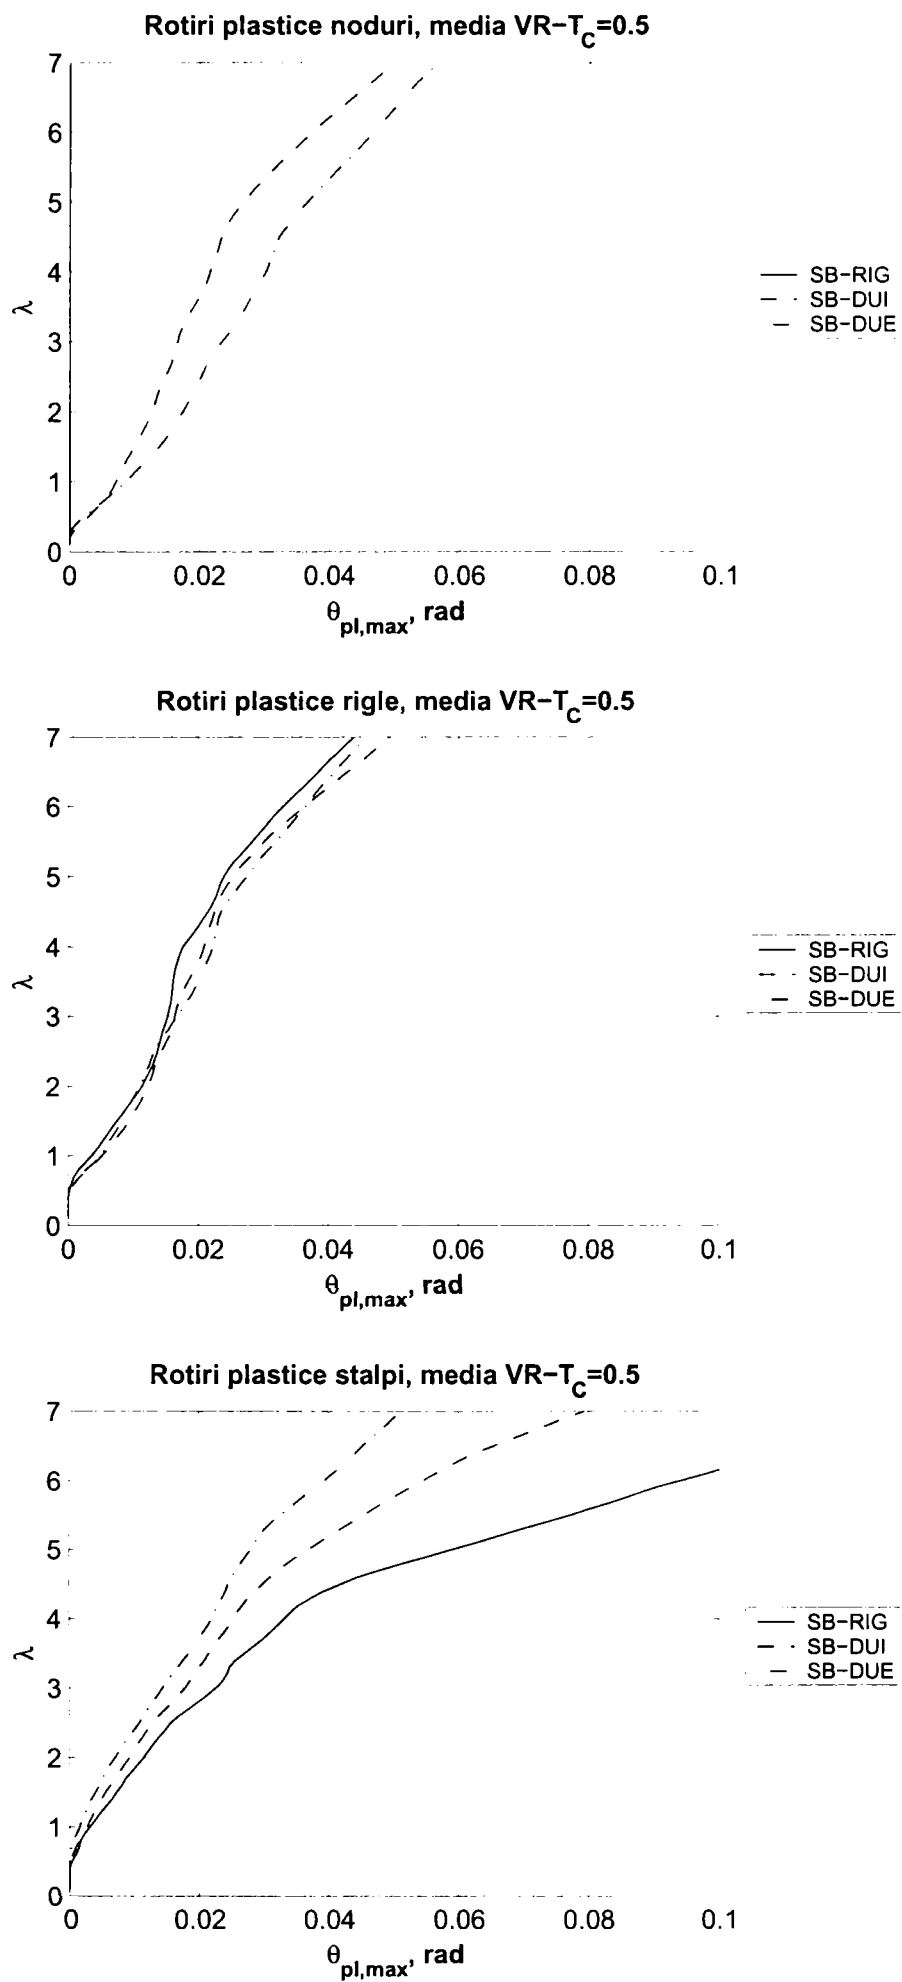 Rotiri plastice noduri, media VR−T_C=0.5
7
6
5
4
3
2
1
0
λ
0 0.02 0.04 0.06 0.08 0.1
θ_pl,max, rad
SB−RIG
SB−DUI
SB−DUE
Rotiri plastice rigle, media VR−T_C=0.5
7
6
5
4
3
2
1
0
λ
0 0.02 0.04 0.06 0.08 0.1
θ_pl,max, rad
SB−RIG
SB−DUI
SB−DUE
Rotiri plastice stalpi, media VR−T_C=0.5
7
6
5
4
3
2
1
0
λ
0 0.02 0.04 0.06 0.08 0.1
θ_pl,max, rad
SB−RIG
SB−DUI
SB−DUE